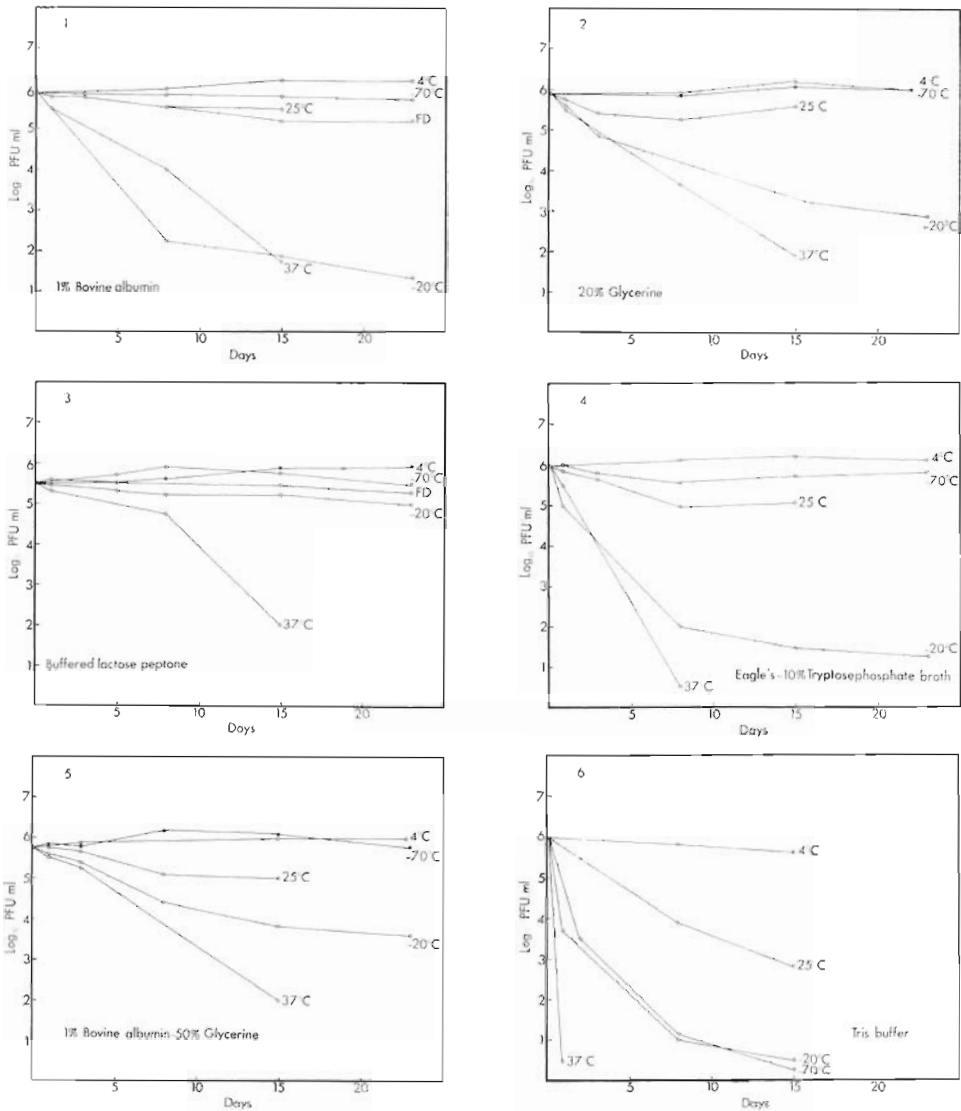 1
7
6
5
4
3
2
1
Log₁₀ PFU ml
4°C
-70°C
25°C
FD
37°C
-20°C
1% Bovine albumin
5 10 15 20
Days
2
7
6
5
4
3
2
1
Log₁₀ PFU ml
4°C
-70°C
25 C
-20°C
37°C
20% Glycerine
5 10 15 20
Days
3
7
6
5
4
3
2
1
Log₁₀ PFU ml
4°C
-70°C
FD
-20°C
37°C
Buffered lactose peptone
5 10 15 20
Days
4
7
6
5
4
3
2
1
Log₁₀ PFU ml
4°C
70°C
25 C
-20°C
37 C
Eagle's-10% Tryptosephosphate broth
5 10 15 20
Days
5
7
6
5
4
3
2
1
Log₁₀ PFU ml
4°C
-70°C
25°C
-20°C
37 C
1% Bovine albumin-50% Glycerine
5 10 15 20
Days
6
7
6
5
4
3
2
1
Log PFU ml
4°C
25 C
37 C
-20°C
-70°C
Tris buffer
5 10 15 20
Days